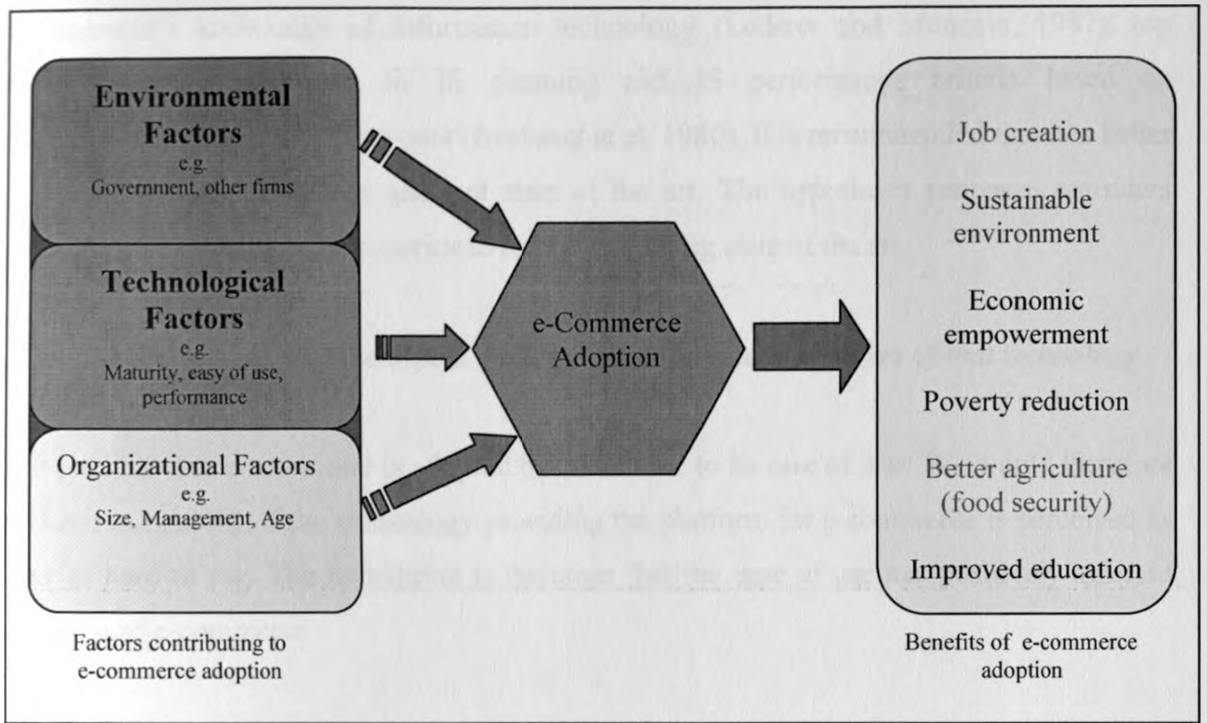 Environmental
Factors
e.g.
Government, other firms
Technological
Factors
e.g.
Maturity, easy of use,
performance
Organizational Factors
e.g.
Size, Management, Age
Factors contributing to
e-commerce adoption
e-Commerce
Adoption
Job creation
Sustainable
environment
Economic
empowerment
Poverty reduction
Better agriculture
(food security)
Improved education
Benefits of e-commerce
adoption